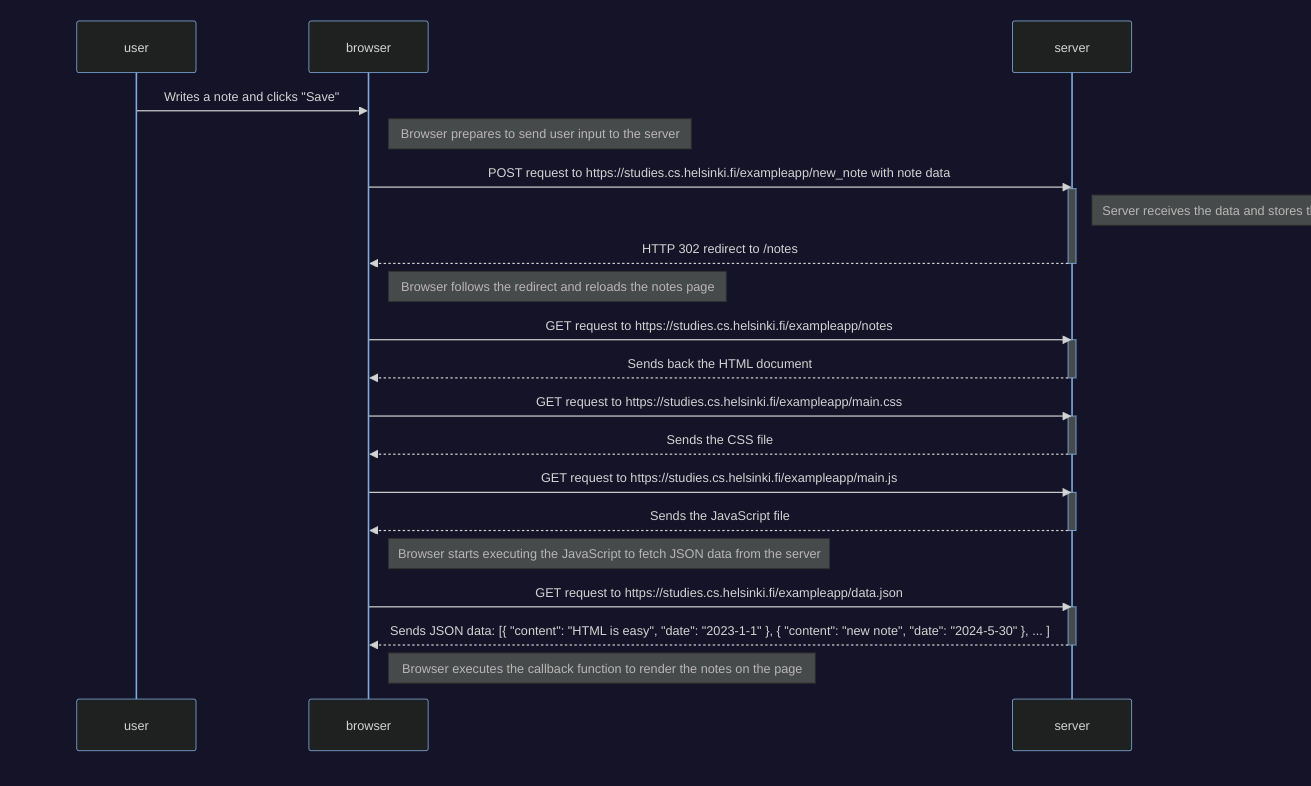 user
browser
server
Writes a note and clicks "Save"
Browser prepares to send user input to the server
POST request to https://studies.cs.helsinki.fi/exampleapp/new_note with note data
Server receives the data and stores
HTTP 302 redirect to /notes
Browser follows the redirect and reloads the notes page
GET request to https://studies.cs.helsinki.fi/exampleapp/notes
Sends back the HTML document
GET request to https://studies.cs.helsinki.fi/exampleapp/main.css
Sends the CSS file
GET request to https://studies.cs.helsinki.fi/exampleapp/main.js
Sends the JavaScript file
Browser starts executing the JavaScript to fetch JSON data from the server
GET request to https://studies.cs.helsinki.fi/exampleapp/data.json
Sends JSON data: [{ "content": "HTML is easy", "date": "2023-1-1" }, { "content": "new note", "date": "2024-5-30" }, ... ]
Browser executes the callback function to render the notes on the page
user
browser
server